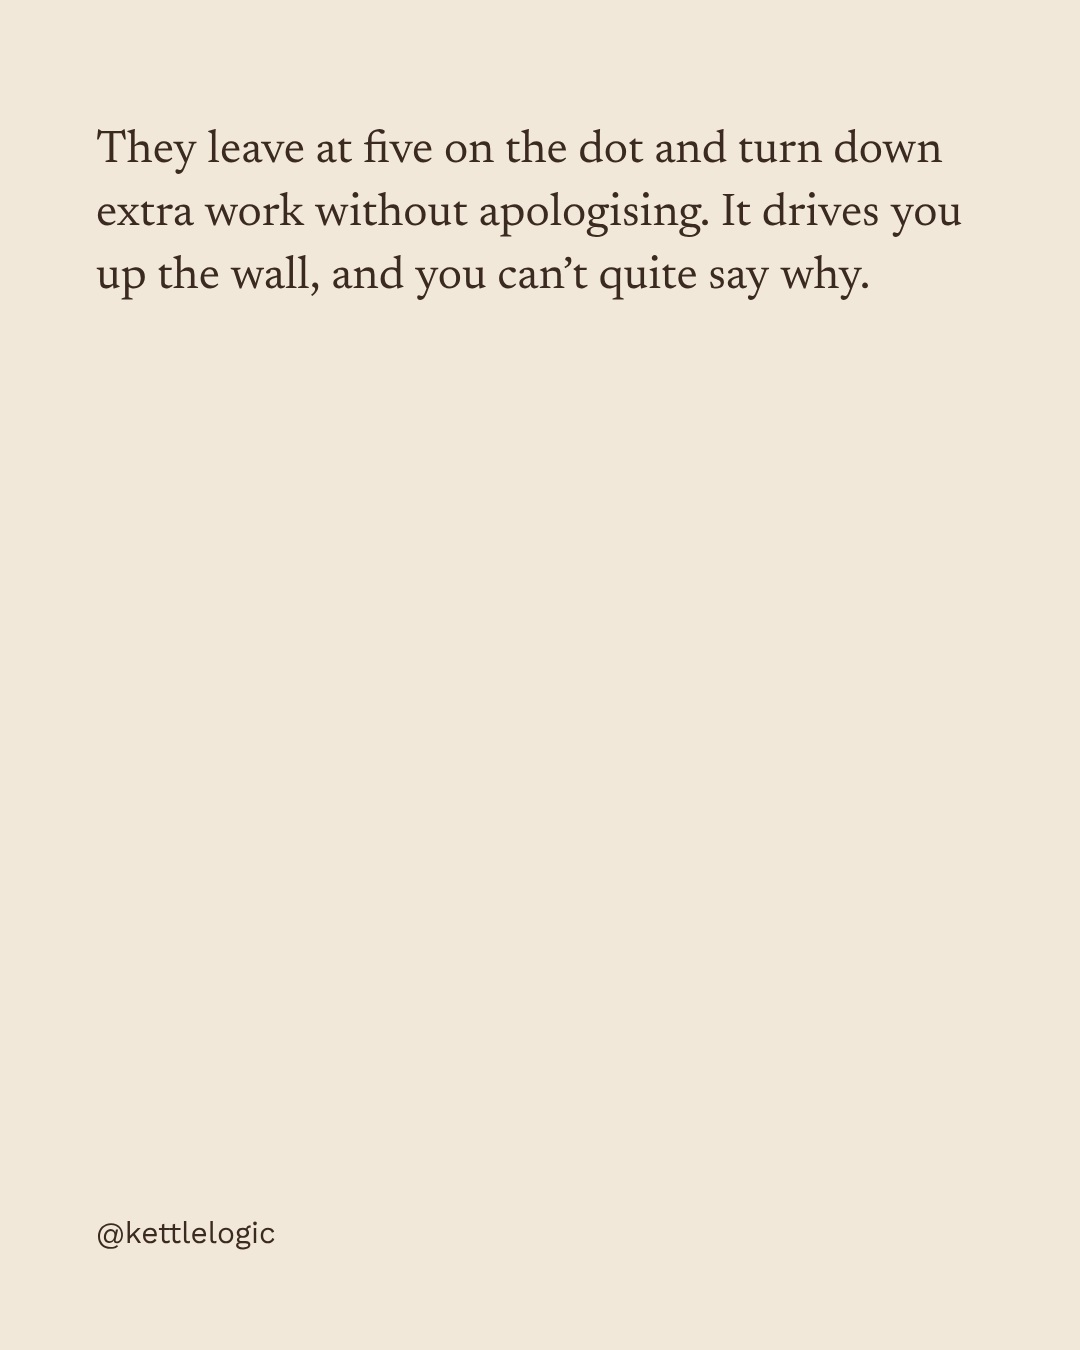 They leave at five on the dot and turn down
extra work without apologising. It drives you
up the wall, and you can’t quite say why.
@kettlelogic